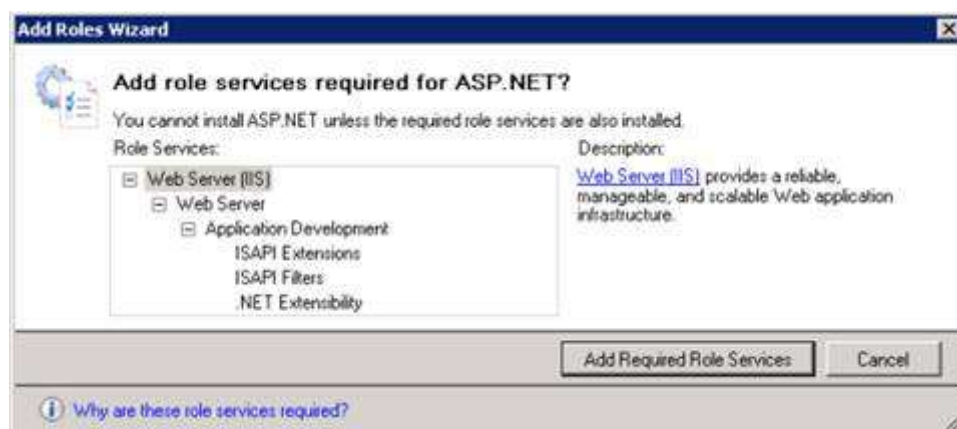 Add Roles Wizard
Add role services required for ASP.NET?
You cannot install ASP.NET unless the required role services are also installed.
Role Services:
Web Server (IIS)
Web Server
Application Development
ISAPI Extensions
ISAPI Filters
.NET Extensibility
Description:
Web Server (IIS) provides a reliable,
manageable, and scalable Web application
infrastructure.
Add Required Role Services
Cancel
Why are these role services required?